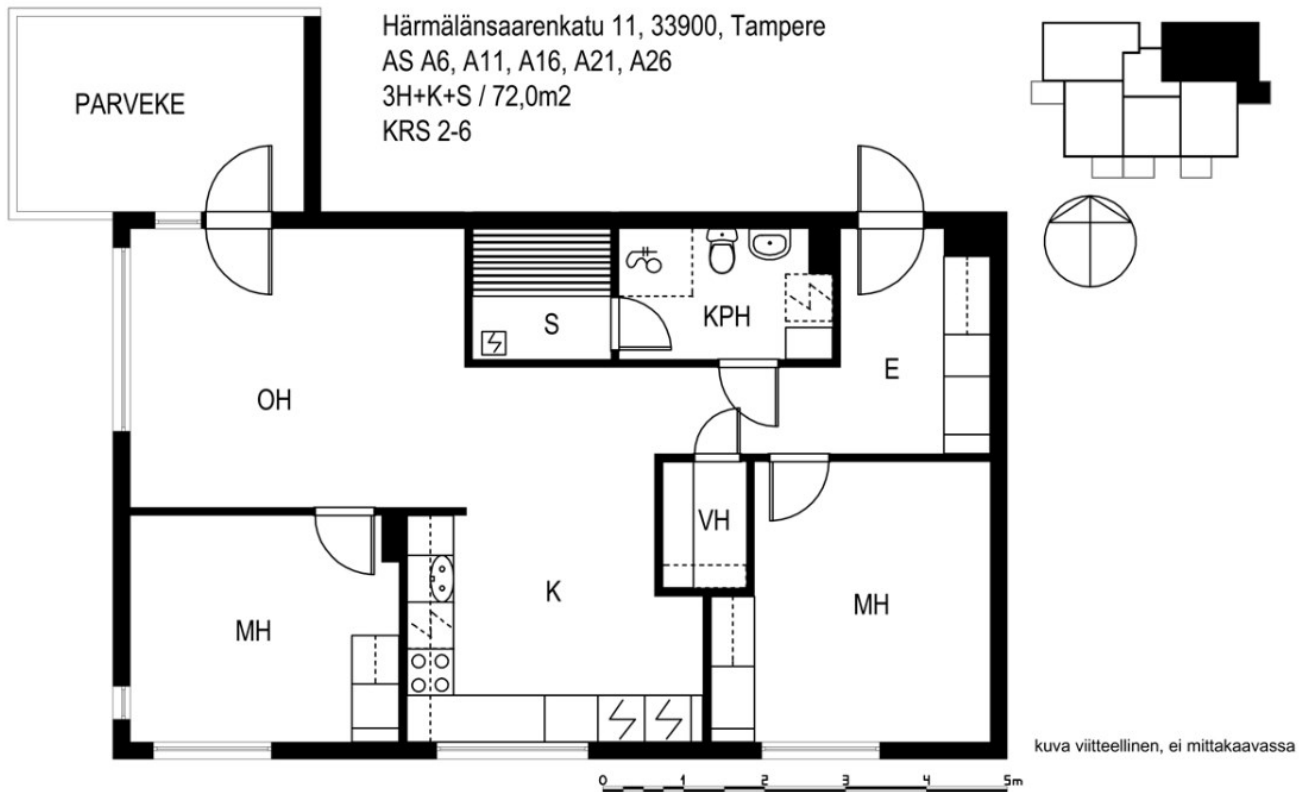 Härmälänsaarenkatu 11, 33900, Tampere
AS A6, A11, A16, A21, A26
3H+K+S / 72,0m2
KRS 2-6
PARVEKE
S
KPH
E
OH
VH
K
MH
MH
kuva viitteellinen, ei mittakaavassa
0 1 2 3 4 5m